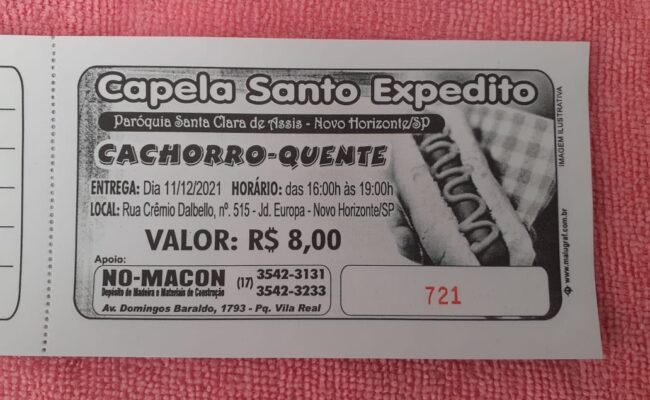 Capela Santo Expedito
Paróquia Santa Clara de Assis - Novo Horizonte/SP
CACHORRO-QUENTE
ENTREGA: Dia 11/12/2021 HORÁRIO: das 16:00h às 19:00h
LOCAL: Rua Crêmio Dalbello, nº. 515 - Jd. Europa - Novo Horizonte/SP
VALOR: R$ 8,00
Apoio:
NO-MACON
Depósito de Madeira e Materiais de Construção
(17) 3542-3131
3542-3233
Av. Domingos Baraldo, 1793 - Pq. Vila Real
721
IMAGEM ILUSTRATIVA
www.malugraf.com.br